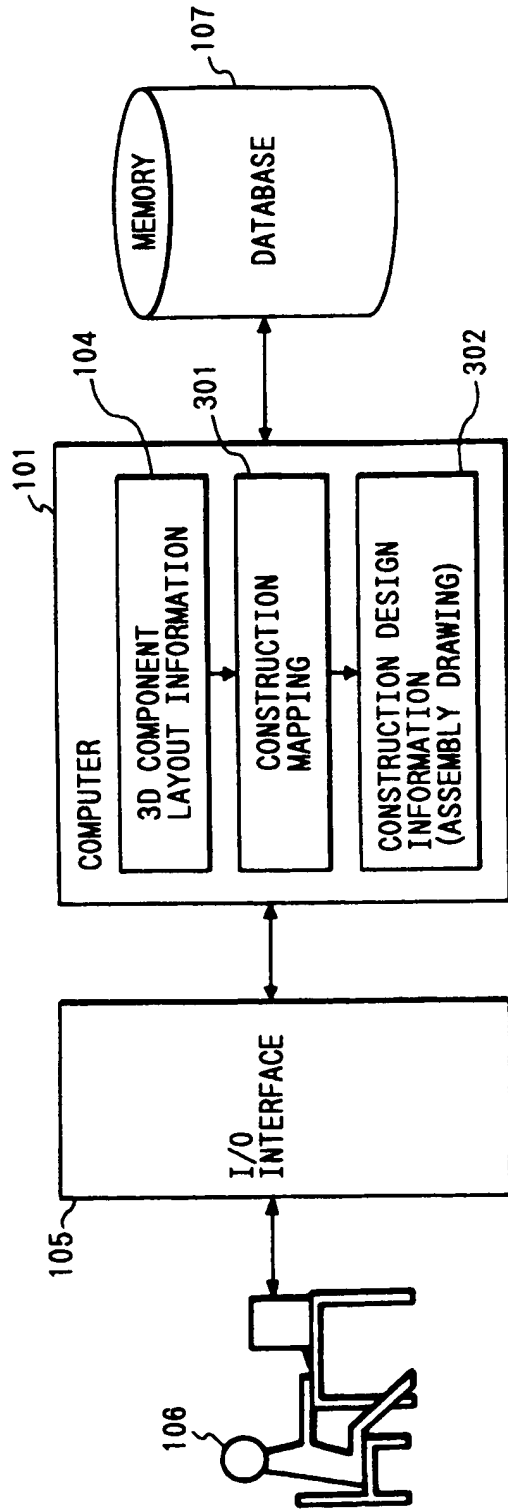 106
105
I/O
INTERFACE
101
COMPUTER
104
3D COMPONENT
LAYOUT INFORMATION
301
CONSTRUCTION
MAPPING
302
CONSTRUCTION DESIGN
INFORMATION
(ASSEMBLY DRAWING)
107
MEMORY
DATABASE